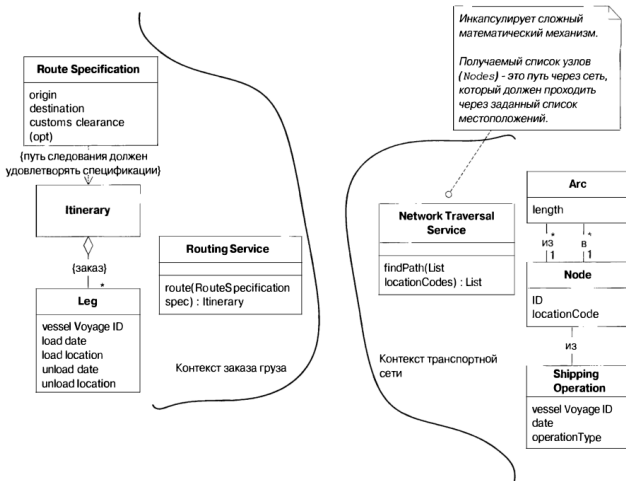 Route Specification
origin
destination
customs clearance
(opt)
{путь следования должен
удовлетворять спецификации}
Itinerary
{заказ}
*
Leg
vessel Voyage ID
load date
load location
unload date
unload location
Routing Service
route(RouteSpecification
spec) : Itinerary
Контекст заказа груза
Инкапсулирует сложный
математический механизм.
Получаемый список узлов
(Nodes) - это путь через сеть,
который должен проходить
через заданный список
местоположений.
Network Traversal
Service
findPath(List
locationCodes) : List
Контекст транспортной
сети
Arc
length
* *
из в
1 1
Node
ID
locationCode
из
Shipping
Operation
vessel Voyage ID
date
operationType